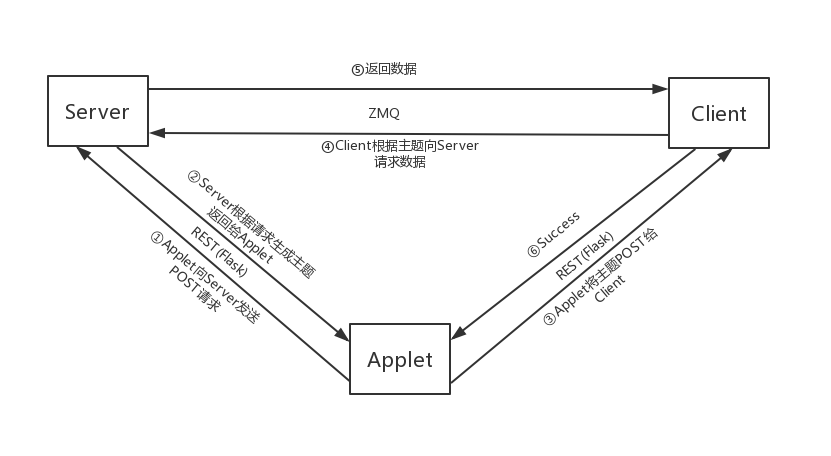 ⑤返回数据
Server
ZMQ
Client
④Client根据主题向Server
请求数据
②Server根据请求生成主题
返回给Applet
REST(Flask)
①Applet向Server发送
POST请求
⑥Success
REST(Flask)
③Applet将主题POST给
Client
Applet